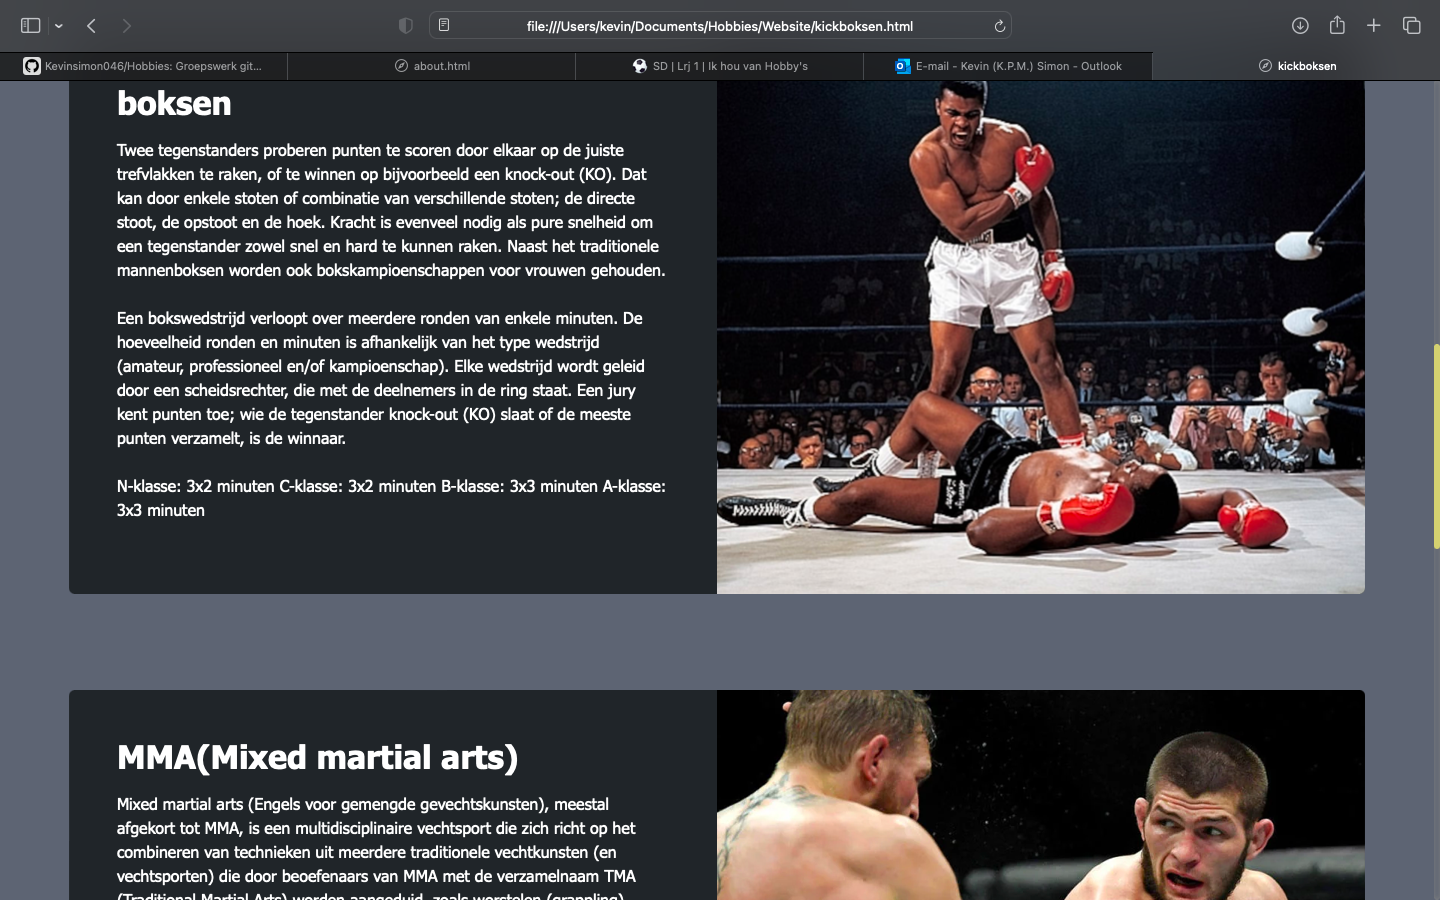 file:///Users/kevin/Documents/Hobbies/Website/kickboksen.html
Kevinsimon046/Hobbies: Groepswerk git...
about.html
SD | Lrj 1 | Ik hou van Hobby's
E-mail - Kevin (K.P.M.) Simon - Outlook
kickboksen
boksen
Twee tegenstanders proberen punten te scoren door elkaar op de juiste
trefvlakken te raken, of te winnen op bijvoorbeeld een knock-out (KO). Dat
kan door enkele stoten of combinatie van verschillende stoten; de directe
stoot, de opstoot en de hoek. Kracht is evenveel nodig als pure snelheid om
een tegenstander zowel snel en hard te kunnen raken. Naast het traditionele
mannenboksen worden ook bokskampioenschappen voor vrouwen gehouden.
Een bokswedstrijd verloopt over meerdere ronden van enkele minuten. De
hoeveelheid ronden en minuten is afhankelijk van het type wedstrijd
(amateur, professioneel en/of kampioenschap). Elke wedstrijd wordt geleid
door een scheidsrechter, die met de deelnemers in de ring staat. Een jury
kent punten toe; wie de tegenstander knock-out (KO) slaat of de meeste
punten verzamelt, is de winnaar.
N-klasse: 3x2 minuten C-klasse: 3x2 minuten B-klasse: 3x3 minuten A-klasse:
3x3 minuten
MMA(Mixed martial arts)
Mixed martial arts (Engels voor gemengde gevechtskunsten), meestal
afgekort tot MMA, is een multidisciplinaire vechtsport die zich richt op het
combineren van technieken uit meerdere traditionele vechtkunsten (en
vechtsporten) die door beoefenaars van MMA met de verzamelnaam TMA
(Traditional Martial Arts) worden aangeduid, zoals worstelen (grappling)